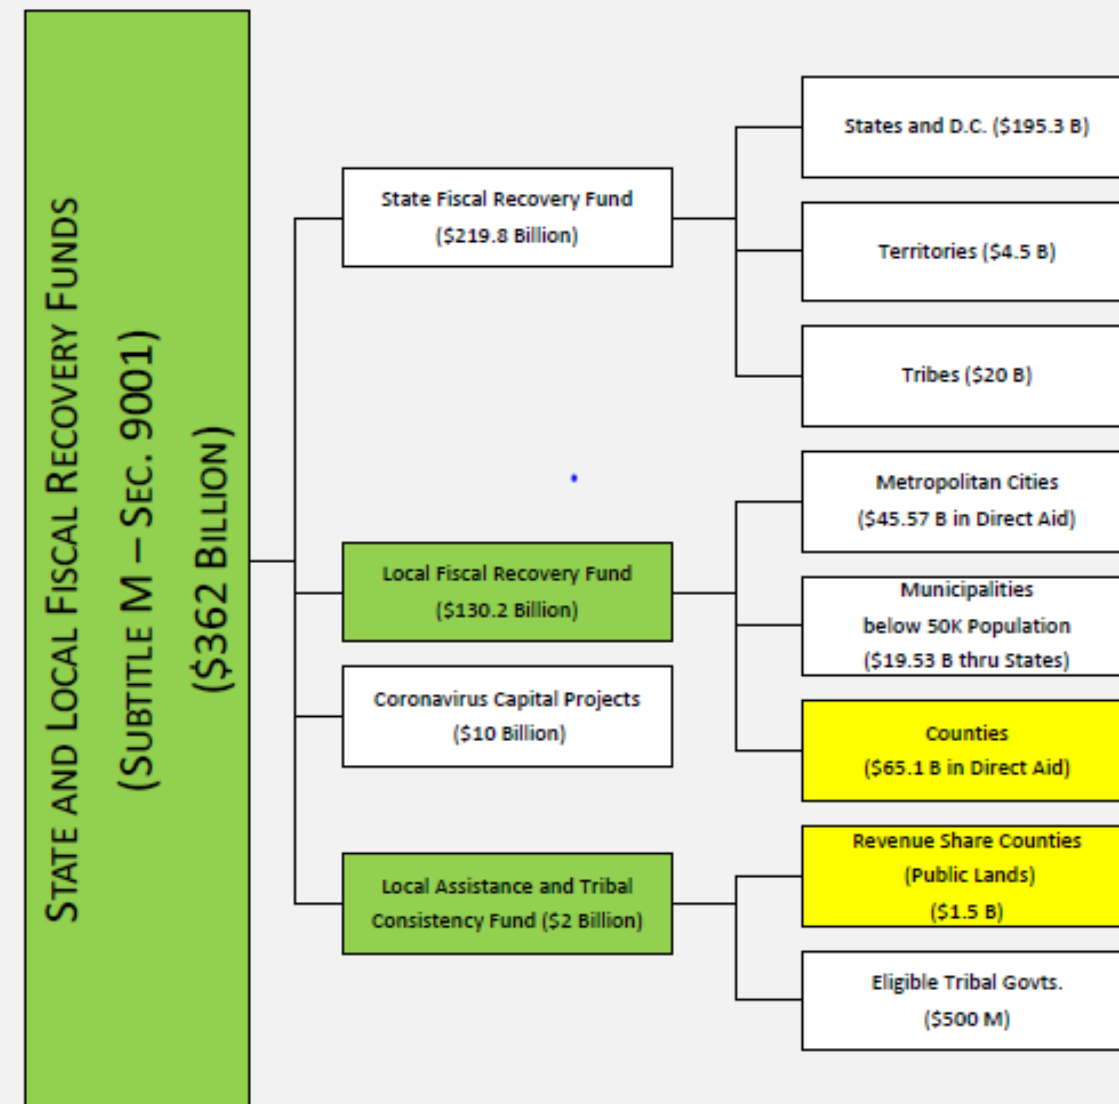 STATE AND LOCAL FISCAL RECOVERY FUNDS
(SUBTITLE M – SEC. 9001)
($362 BILLION)
State Fiscal Recovery Fund
($219.8 Billion)
States and D.C. ($195.3 B)
Territories ($4.5 B)
Tribes ($20 B)
Local Fiscal Recovery Fund
($130.2 Billion)
Metropolitan Cities
($45.57 B in Direct Aid)
Municipalities
below 50K Population
($19.53 B thru States)
Counties
($65.1 B in Direct Aid)
Coronavirus Capital Projects
($10 Billion)
Local Assistance and Tribal
Consistency Fund ($2 Billion)
Revenue Share Counties
(Public Lands)
($1.5 B)
Eligible Tribal Govts.
($500 M)